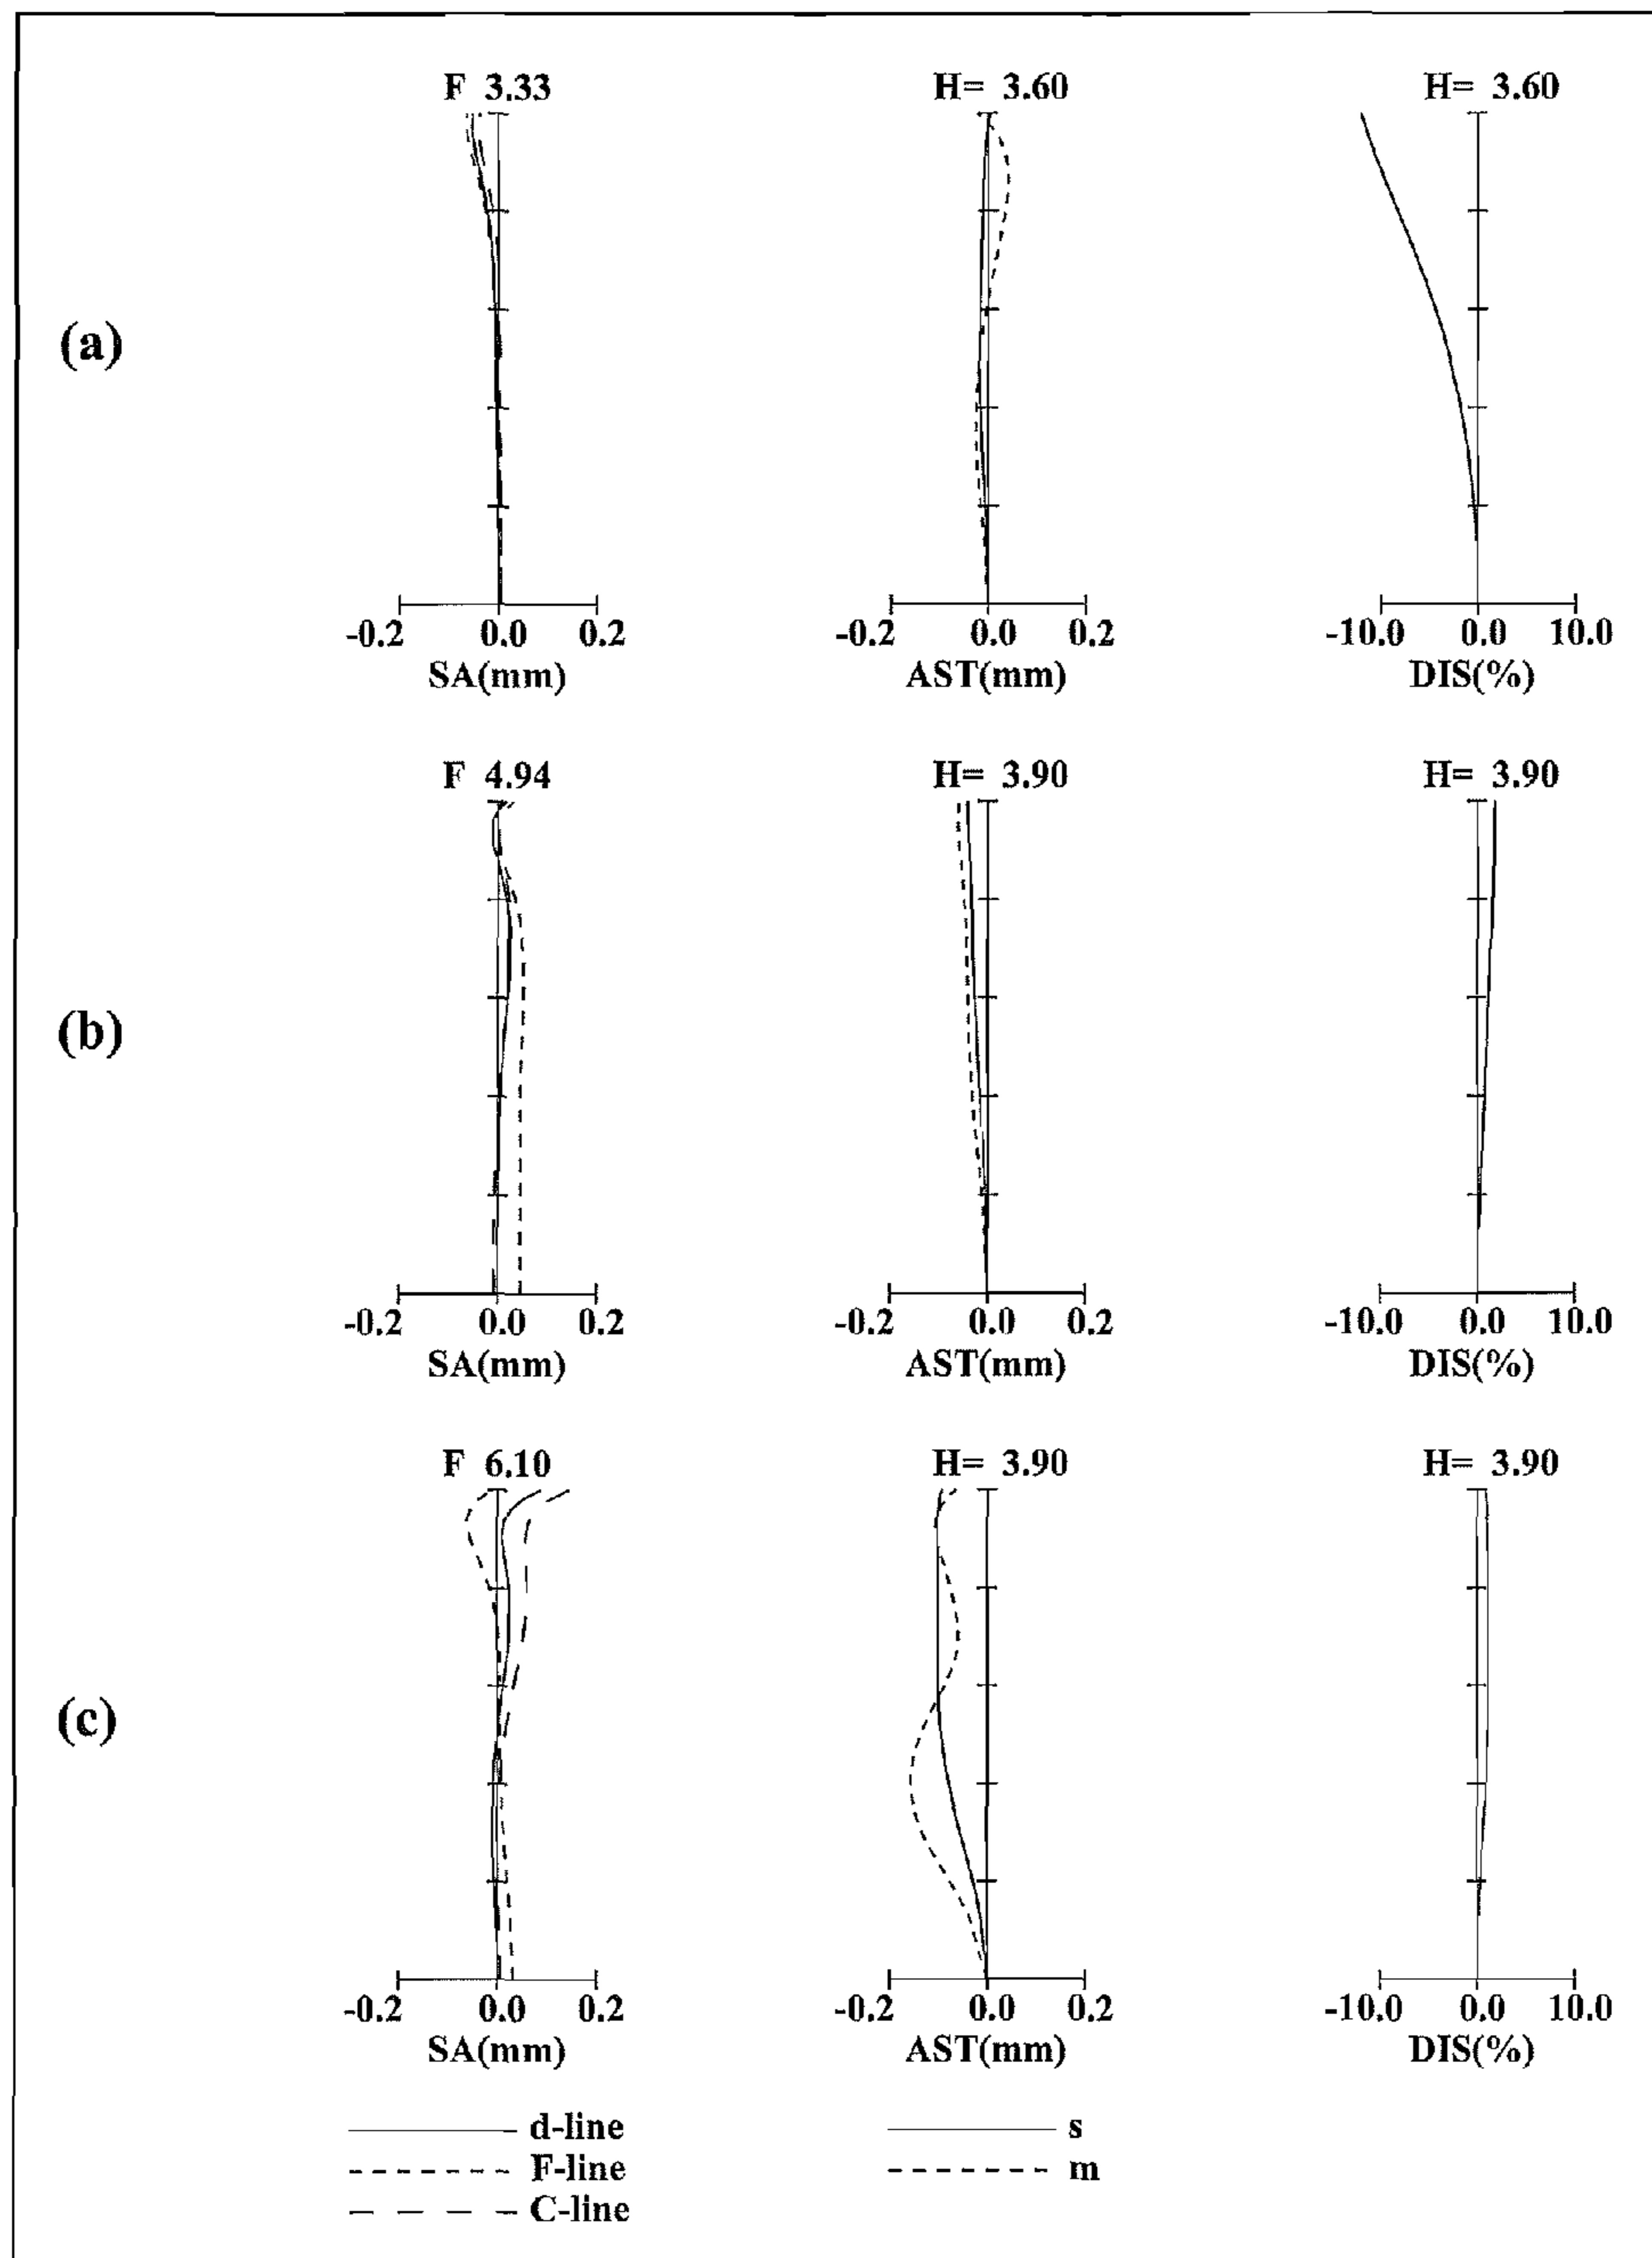 F 3.33 H= 3.60 H= 3.60
(a)
-0.2 0.0 0.2 -0.2 0.0 0.2 -10.0 0.0 10.0
SA(mm) AST(mm) DIS(%)
F 4.94 H= 3.90 H= 3.90
(b)
-0.2 0.0 0.2 -0.2 0.0 0.2 -10.0 0.0 10.0
SA(mm) AST(mm) DIS(%)
F 6.10 H= 3.90 H= 3.90
(c)
-0.2 0.0 0.2 -0.2 0.0 0.2 -10.0 0.0 10.0
SA(mm) AST(mm) DIS(%)
d-line s
F-line m
C-line